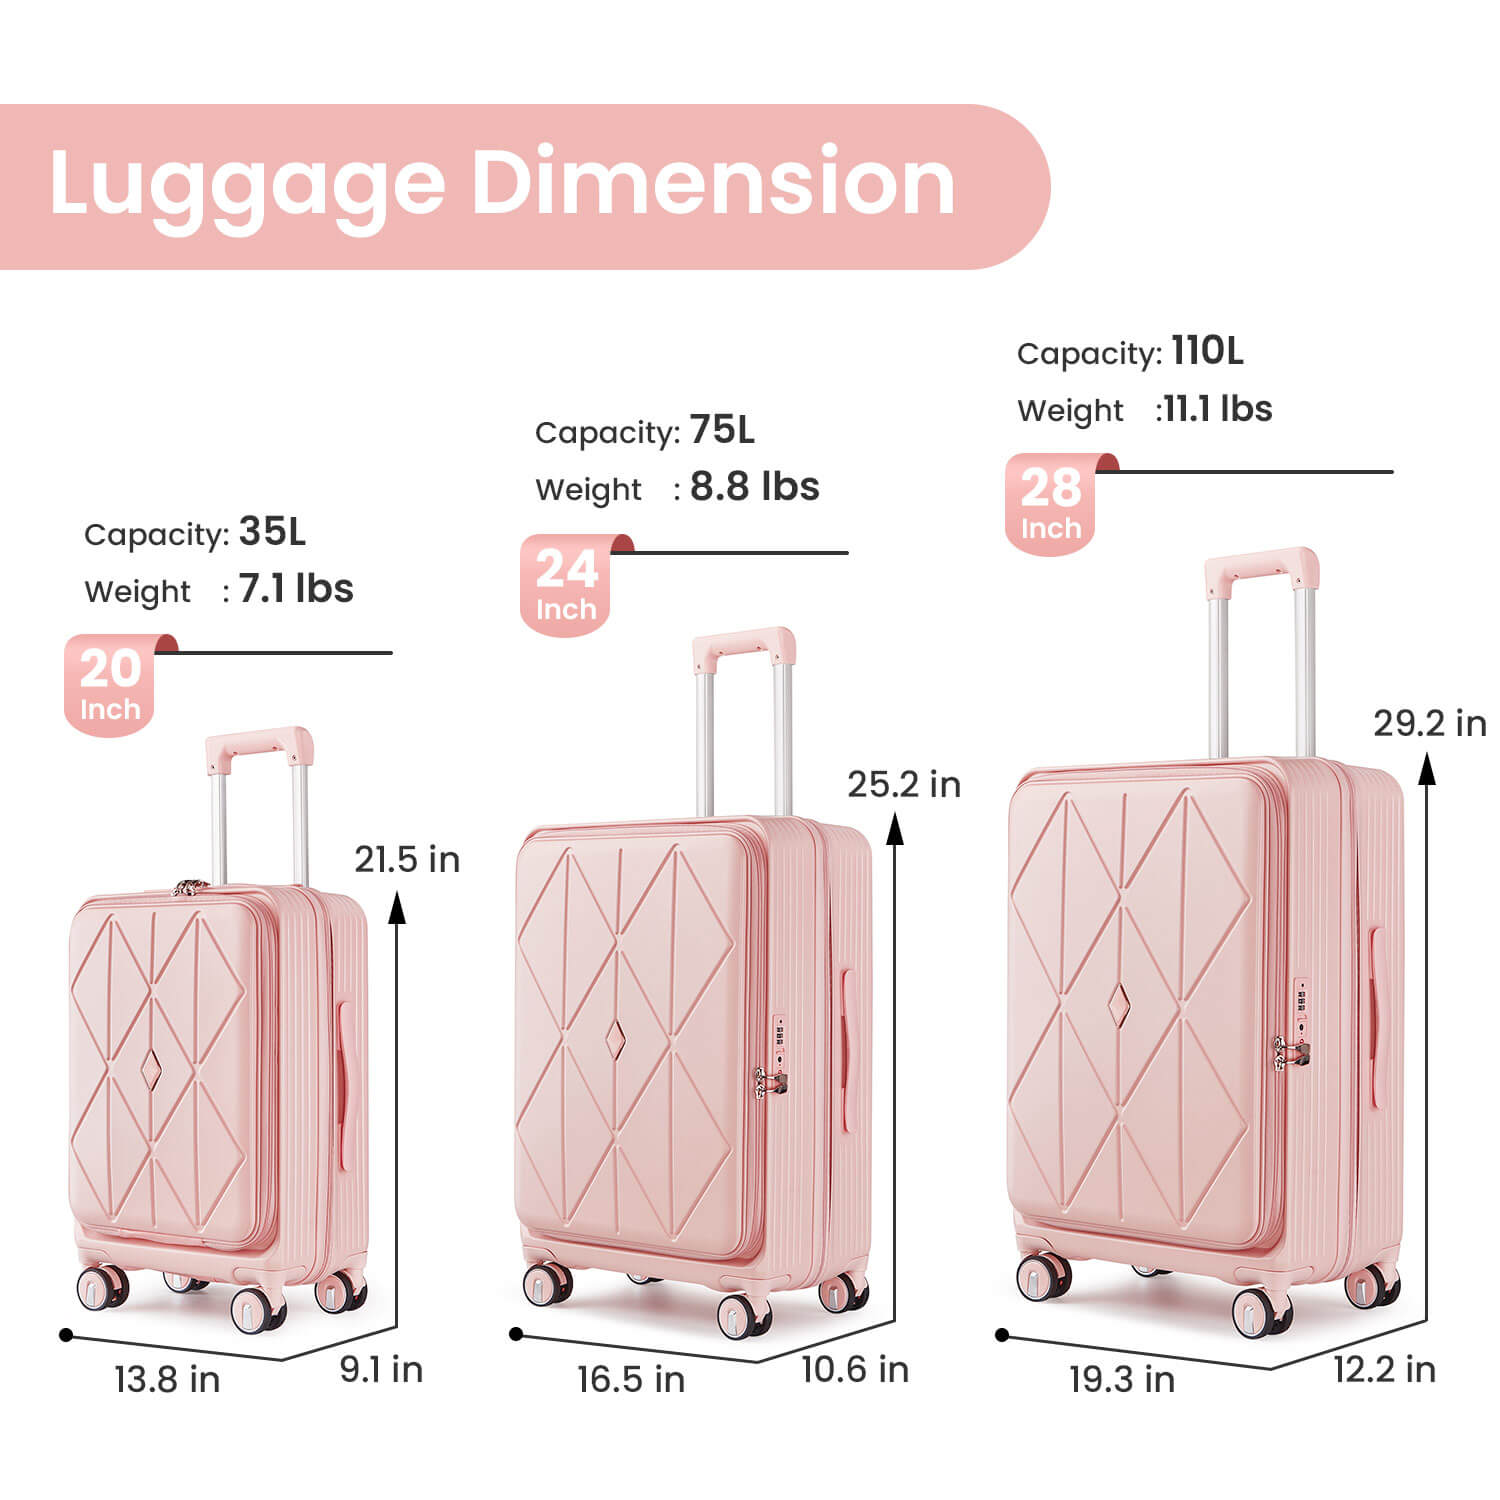 Luggage Dimension
Capacity: 35L
Weight : 7.1 lbs
20
Inch
21.5 in
13.8 in
9.1 in
Capacity: 75L
Weight : 8.8 lbs
24
Inch
25.2 in
16.5 in
10.6 in
Capacity: 110L
Weight :11.1 lbs
28
Inch
29.2 in
19.3 in
12.2 in